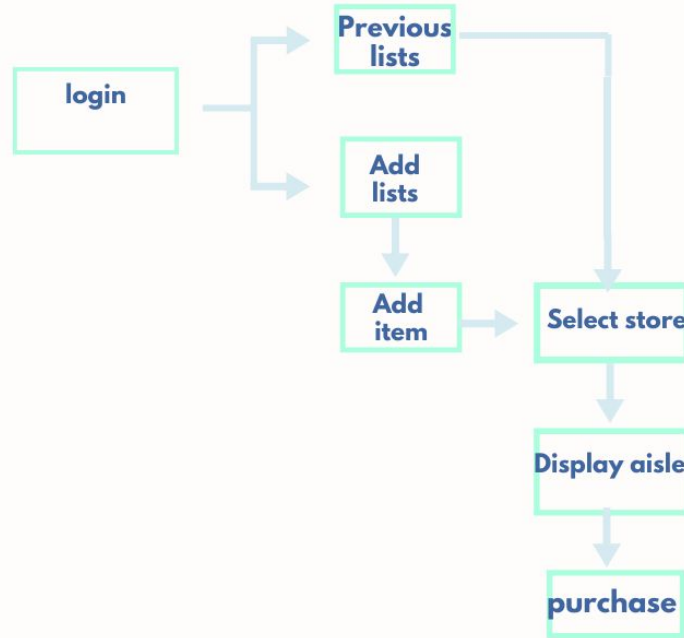 login
Previous
lists
Add
lists
Add
item
Select store
Display aisle
purchase